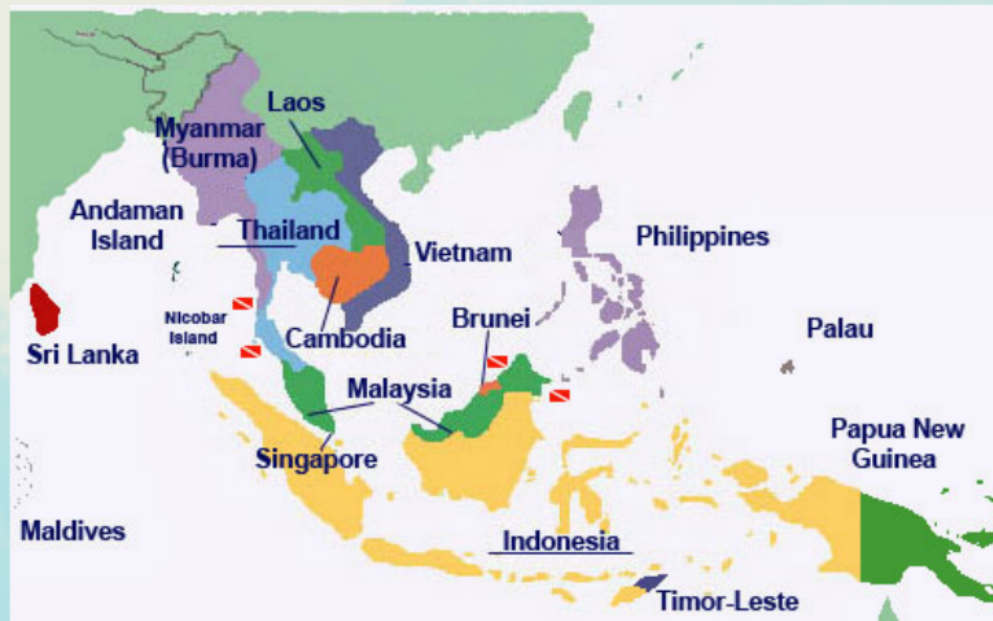 Laos
Myanmar
(Burma)
Andaman
Island
Thailand
Vietnam
Philippines
Nicobar
Island
Cambodia
Brunei
Palau
Sri Lanka
Malaysia
Papua New
Guinea
Singapore
Maldives
Indonesia
Timor-Leste